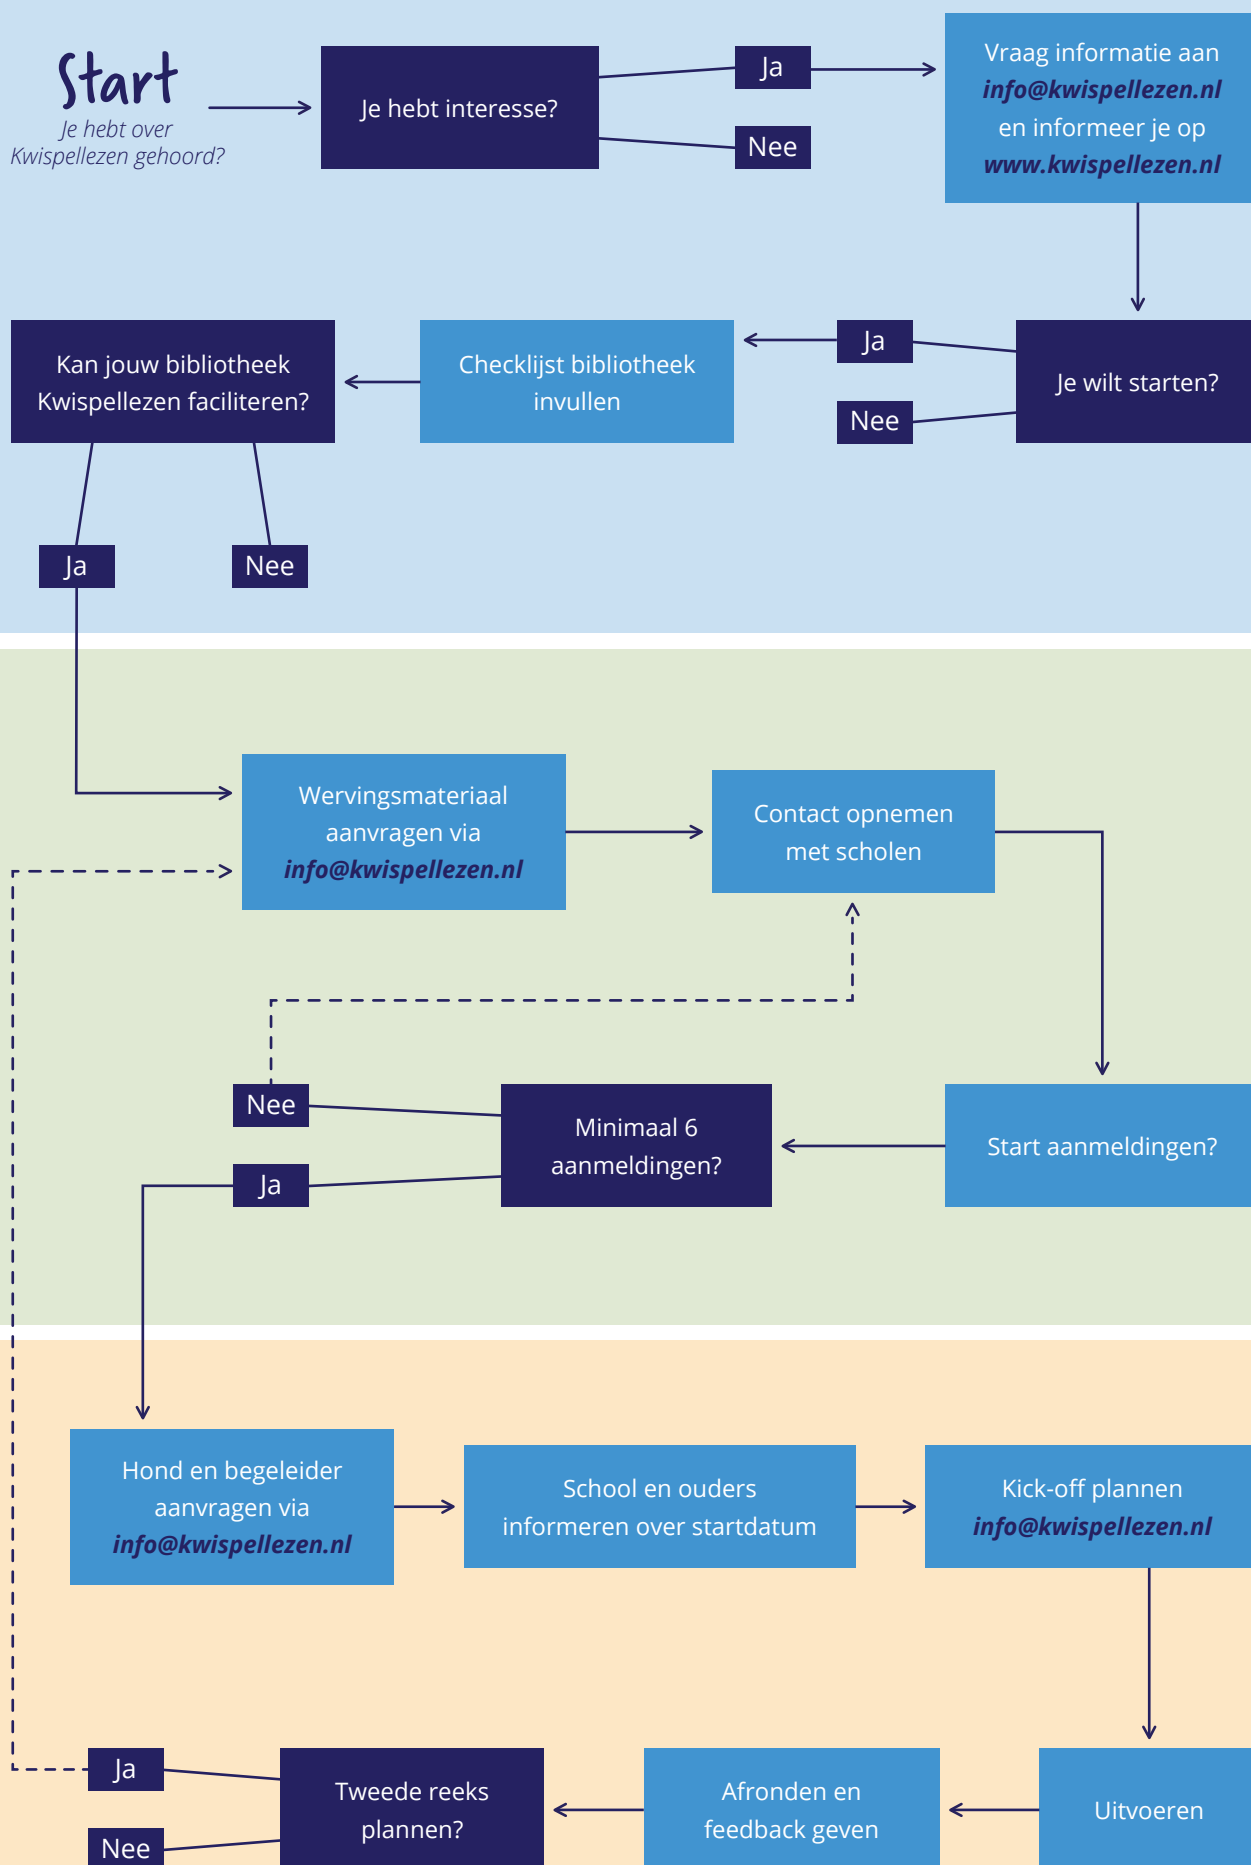 Start
Je hebt over
Kwispellezen gehoord?
Je hebt interesse?
Ja
Nee
Vraag informatie aan
info@kwispellezen.nl
en informeer je op
www.kwispellezen.nl
Je wilt starten?
Ja
Nee
Checklijst bibliotheek
invullen
Kan jouw bibliotheek
Kwispellezen faciliteren?
Ja
Nee
Wervingsmateriaal
aanvragen via
info@kwispellezen.nl
Contact opnemen
met scholen
Start aanmeldingen?
Minimaal 6
aanmeldingen?
Nee
Ja
Hond en begeleider
aanvragen via
info@kwispellezen.nl
School en ouders
informeren over startdatum
Kick-off plannen
info@kwispellezen.nl
Uitvoeren
Afronden en
feedback geven
Tweede reeks
plannen?
Ja
Nee